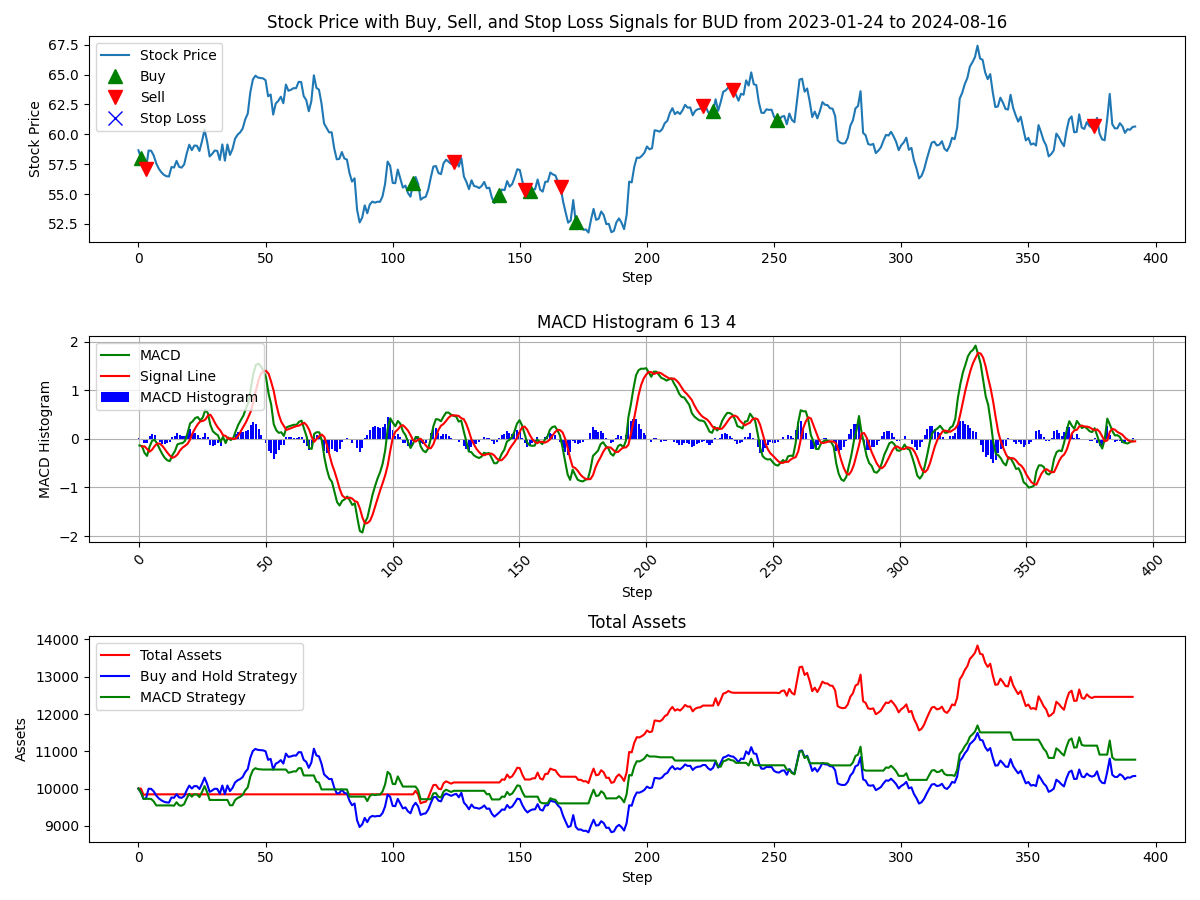 Stock Price with Buy, Sell, and Stop Loss Signals for BUD from 2023-01-24 to 2024-08-16
Stock Price
67.5
65.0
62.5
60.0
57.5
55.0
52.5
Stock Price
Buy
Sell
Stop Loss
0 50 100 150 200 250 300 350 400
Step
MACD Histogram 6 13 4
MACD Histogram
2
1
0
−1
−2
MACD
Signal Line
MACD Histogram
0 50 100 150 200 250 300 350 400
Step
Total Assets
Assets
14000
13000
12000
11000
10000
9000
Total Assets
Buy and Hold Strategy
MACD Strategy
0 50 100 150 200 250 300 350 400
Step